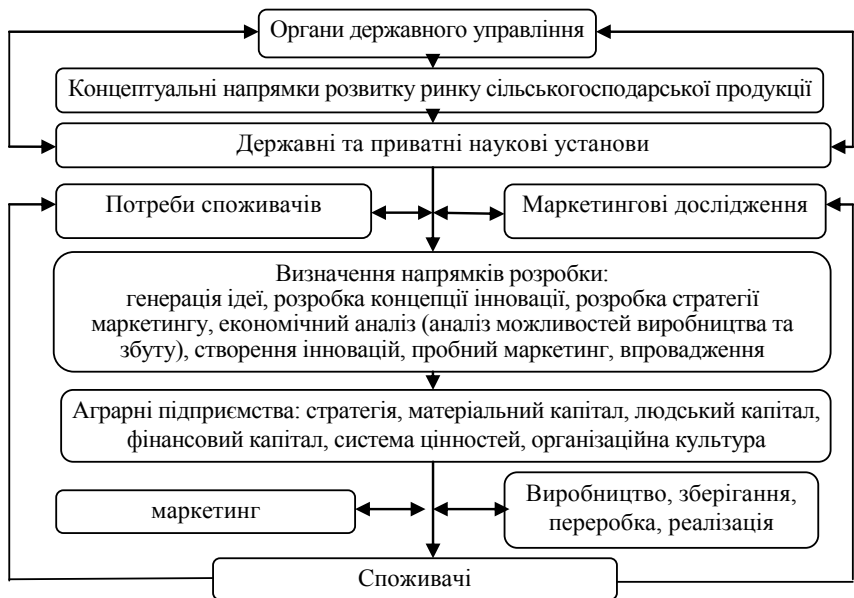 Органи державного управління
Концептуальні напрямки розвитку ринку сільськогосподарської продукції
Державні та приватні наукові установи
Потреби споживачів
Маркетингові дослідження
Визначення напрямків розробки:
генерація ідеї, розробка концепції інновації, розробка стратегії
маркетингу, економічний аналіз (аналіз можливостей виробництва та
збуту), створення інновацій, пробний маркетинг, впровадження
Аграрні підприємства: стратегія, матеріальний капітал, людський капітал,
фінансовий капітал, система цінностей, організаційна культура
маркетинг
Виробництво, зберігання,
переробка, реалізація
Споживачі